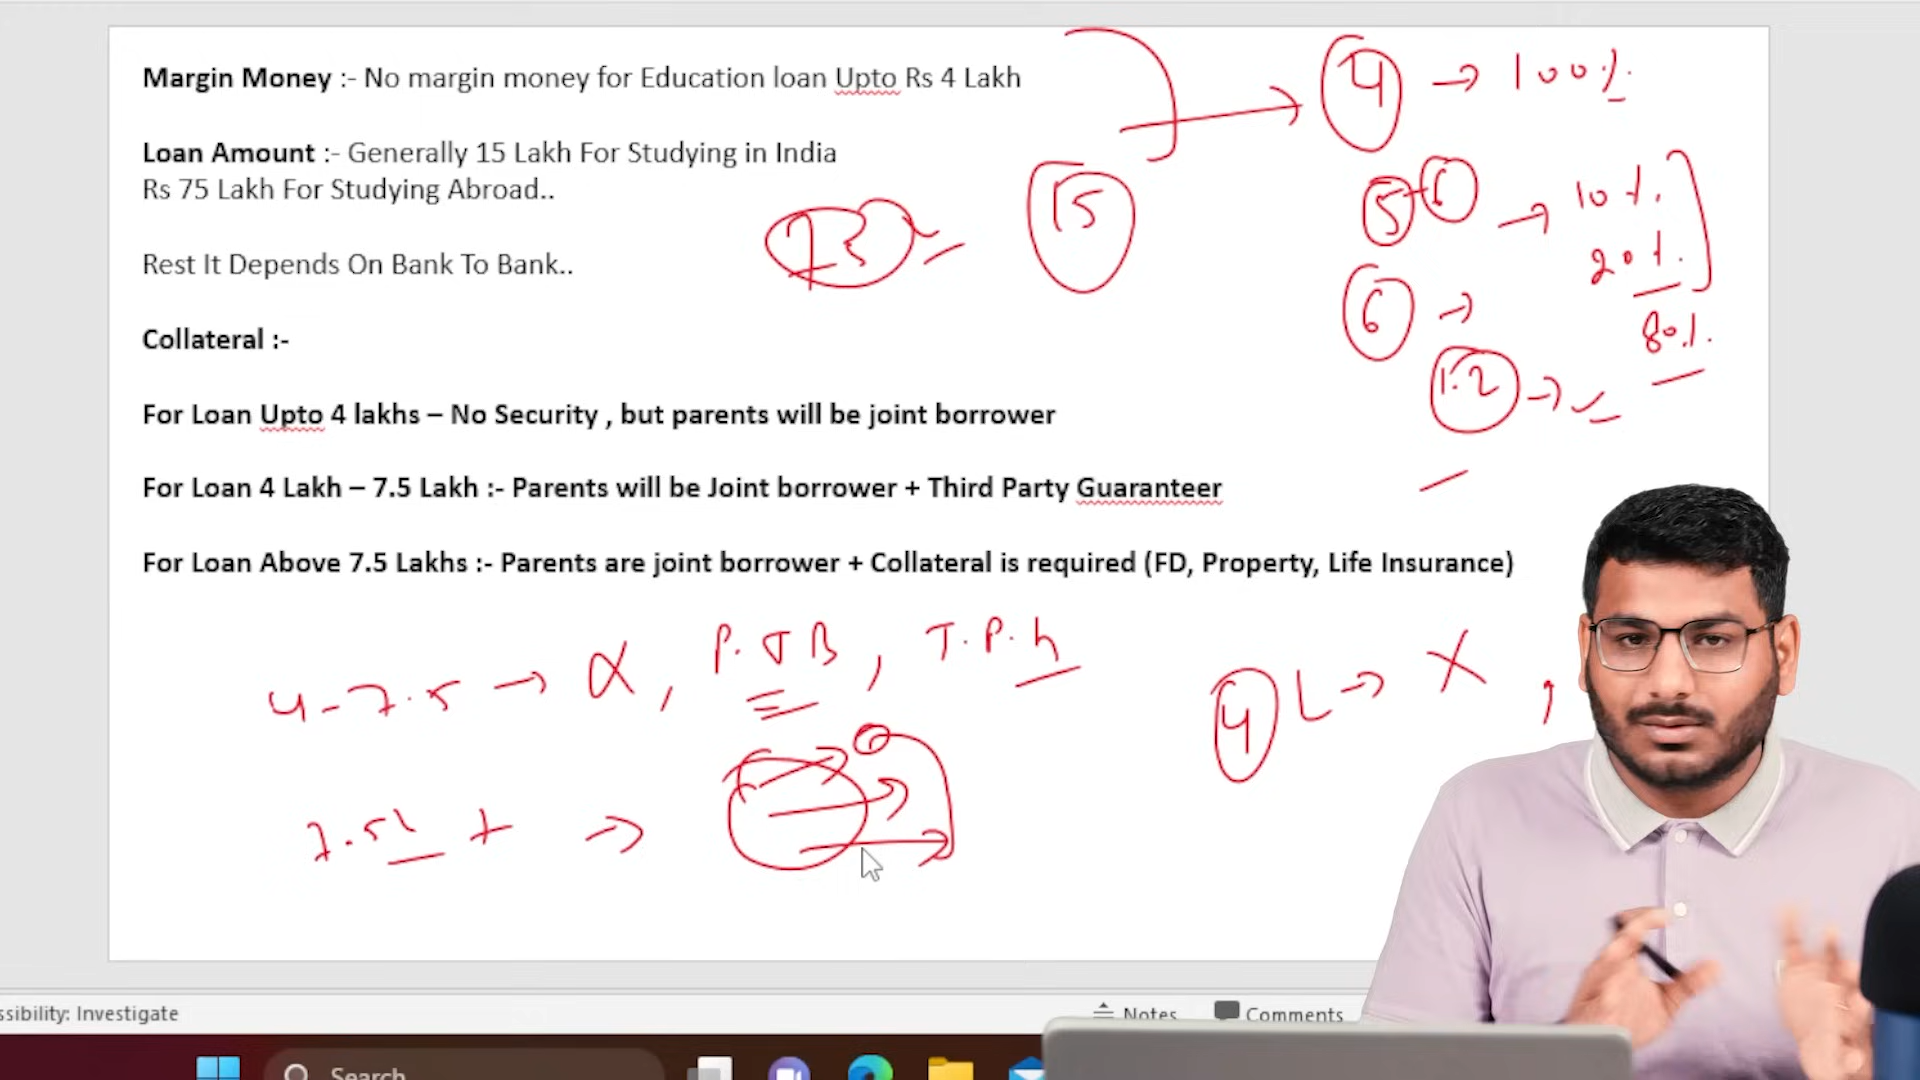 Margin Money :- No margin money for Education loan Upto Rs 4 Lakh
4 → 100%.
Loan Amount :- Generally 15 Lakh For Studying in India
Rs 75 Lakh For Studying Abroad..
15
5 6 → 10%.
20%.
Rest It Depends On Bank To Bank..
6 →
80%.
Collateral :-
1.2 →
For Loan Upto 4 lakhs – No Security , but parents will be joint borrower
For Loan 4 Lakh – 7.5 Lakh :- Parents will be Joint borrower + Third Party Guaranteer
For Loan Above 7.5 Lakhs :- Parents are joint borrower + Collateral is required (FD, Property, Life Insurance)
4-7.5 → X, P.JB, T.P.
4 L → X ,
7.5L + →
ssibility: Investigate
Notes
Comments
Search